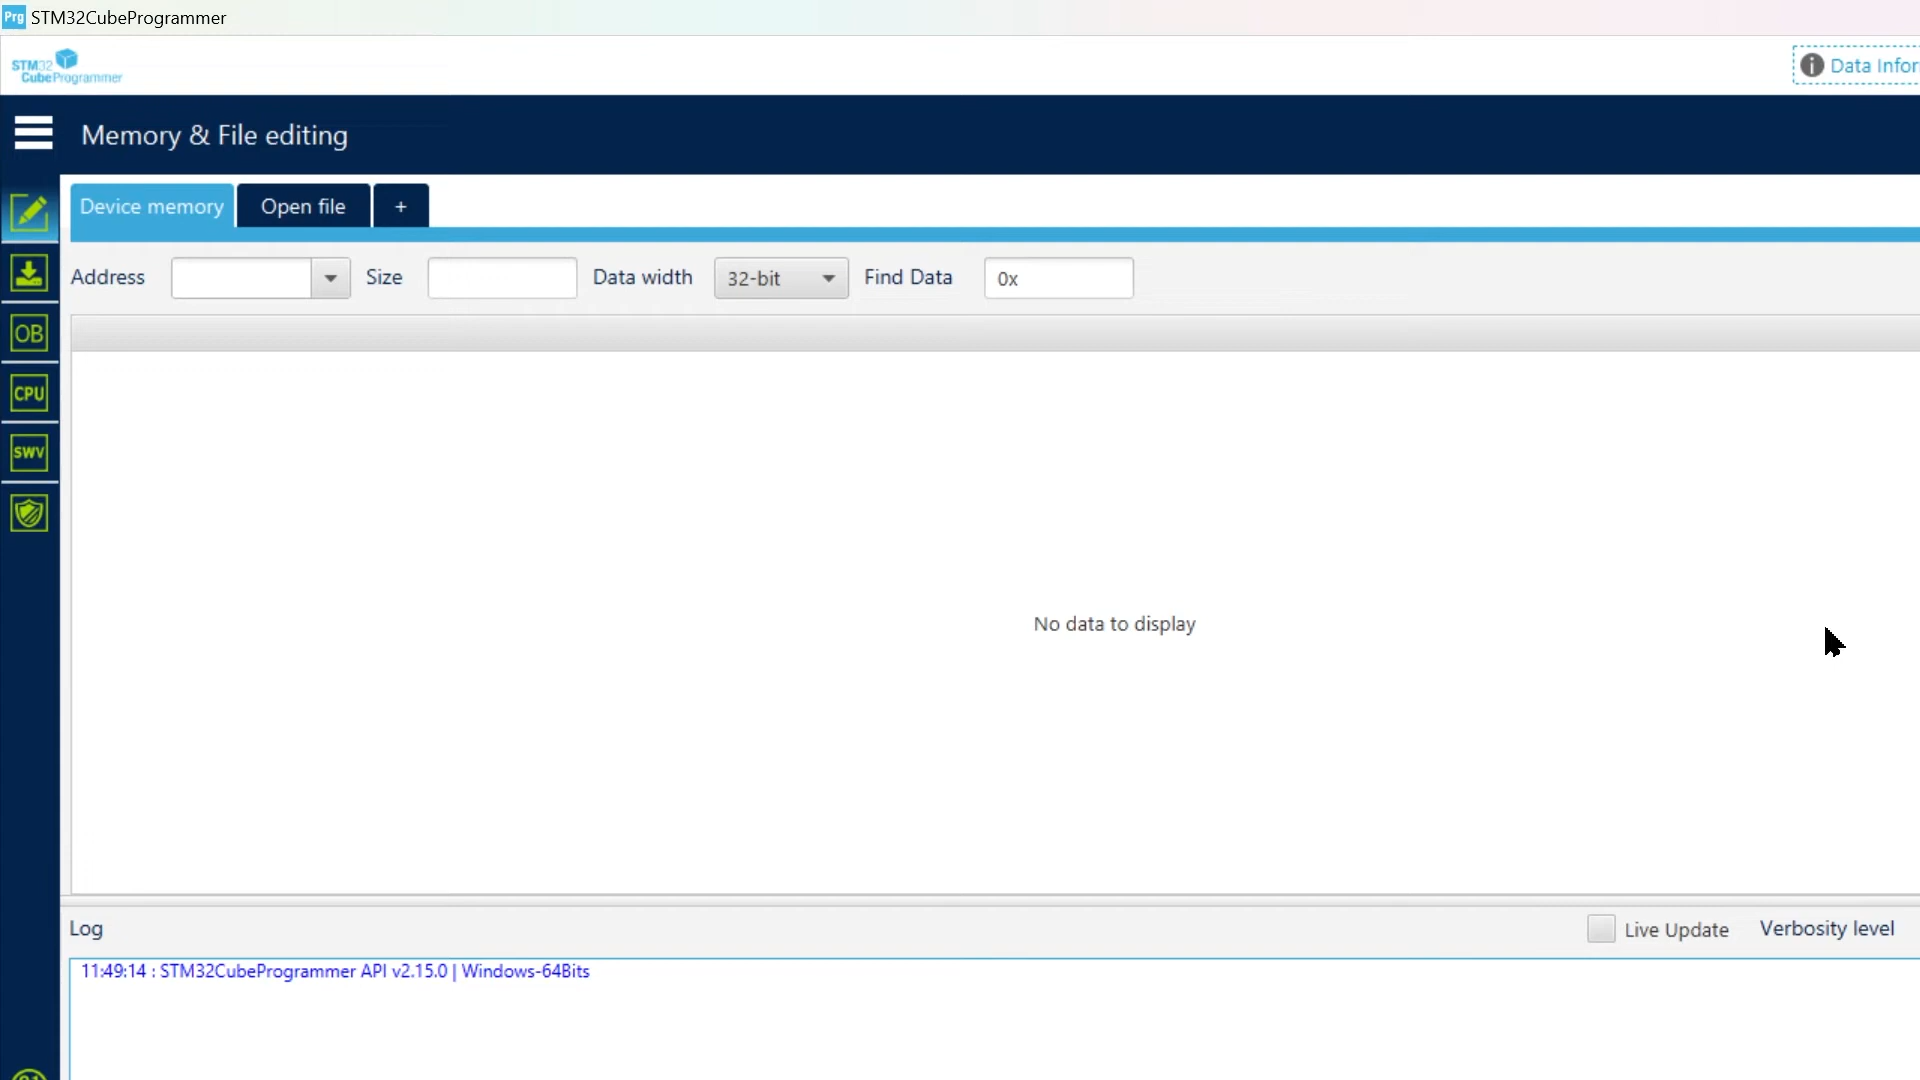 Prg STM32CubeProgrammer
STM32
CubeProgrammer
Data Infor
Memory & File editing
Device memory Open file +
Address Size Data width 32-bit Find Data 0x
OB
CPU
SWV
No data to display
Log Live Update Verbosity level
11:49:14 : STM32CubeProgrammer API v2.15.0 | Windows-64Bits